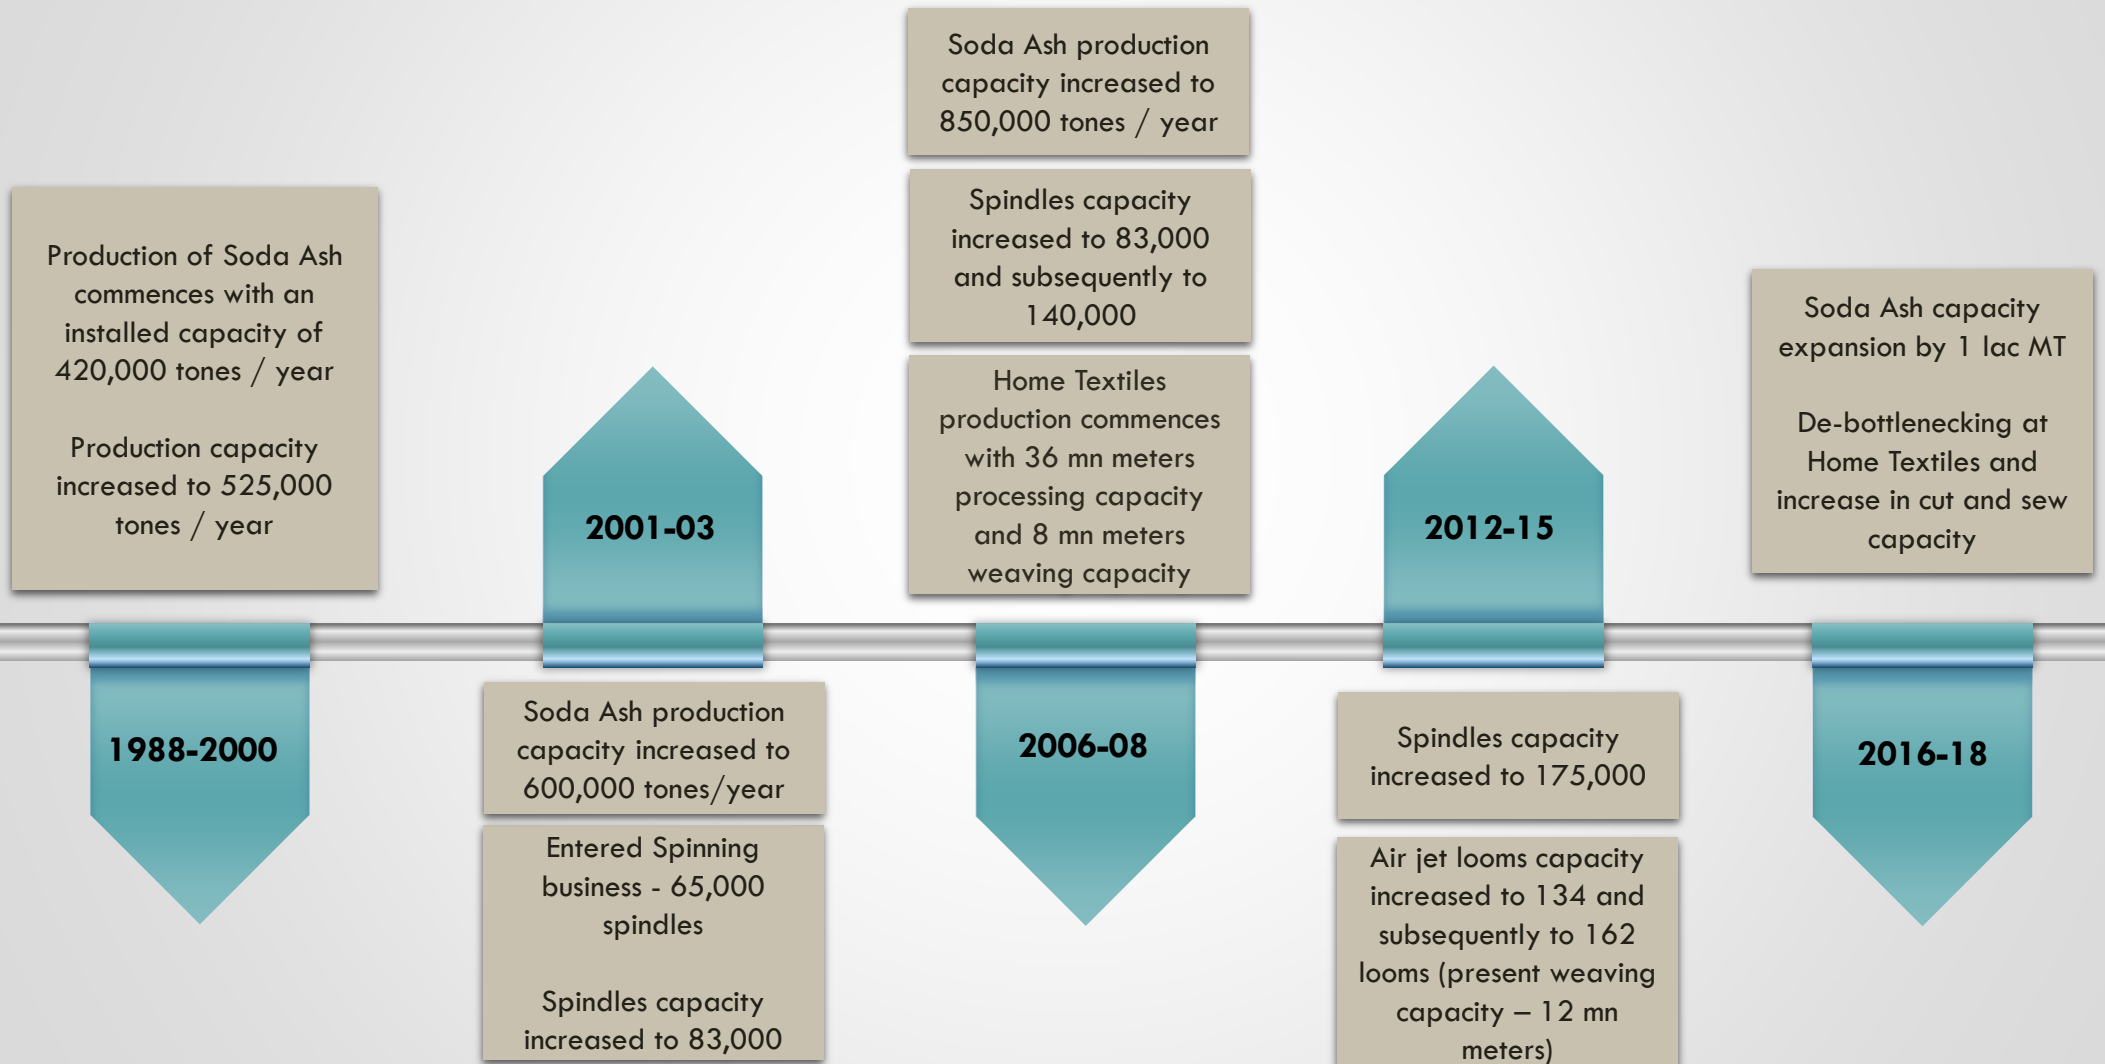 Production of Soda Ash
commences with an
installed capacity of
420,000 tones / year
Production capacity
increased to 525,000
tones / year
1988-2000
2001-03
Soda Ash production
capacity increased to
600,000 tones/year
Entered Spinning
business - 65,000
spindles
Spindles capacity
increased to 83,000
Soda Ash production
capacity increased to
850,000 tones / year
Spindles capacity
increased to 83,000
and subsequently to
140,000
Home Textiles
production commences
with 36 mn meters
processing capacity
and 8 mn meters
weaving capacity
2006-08
2012-15
Spindles capacity
increased to 175,000
Air jet looms capacity
increased to 134 and
subsequently to 162
looms (present weaving
capacity – 12 mn
meters)
Soda Ash capacity
expansion by 1 lac MT
De-bottlenecking at
Home Textiles and
increase in cut and sew
capacity
2016-18